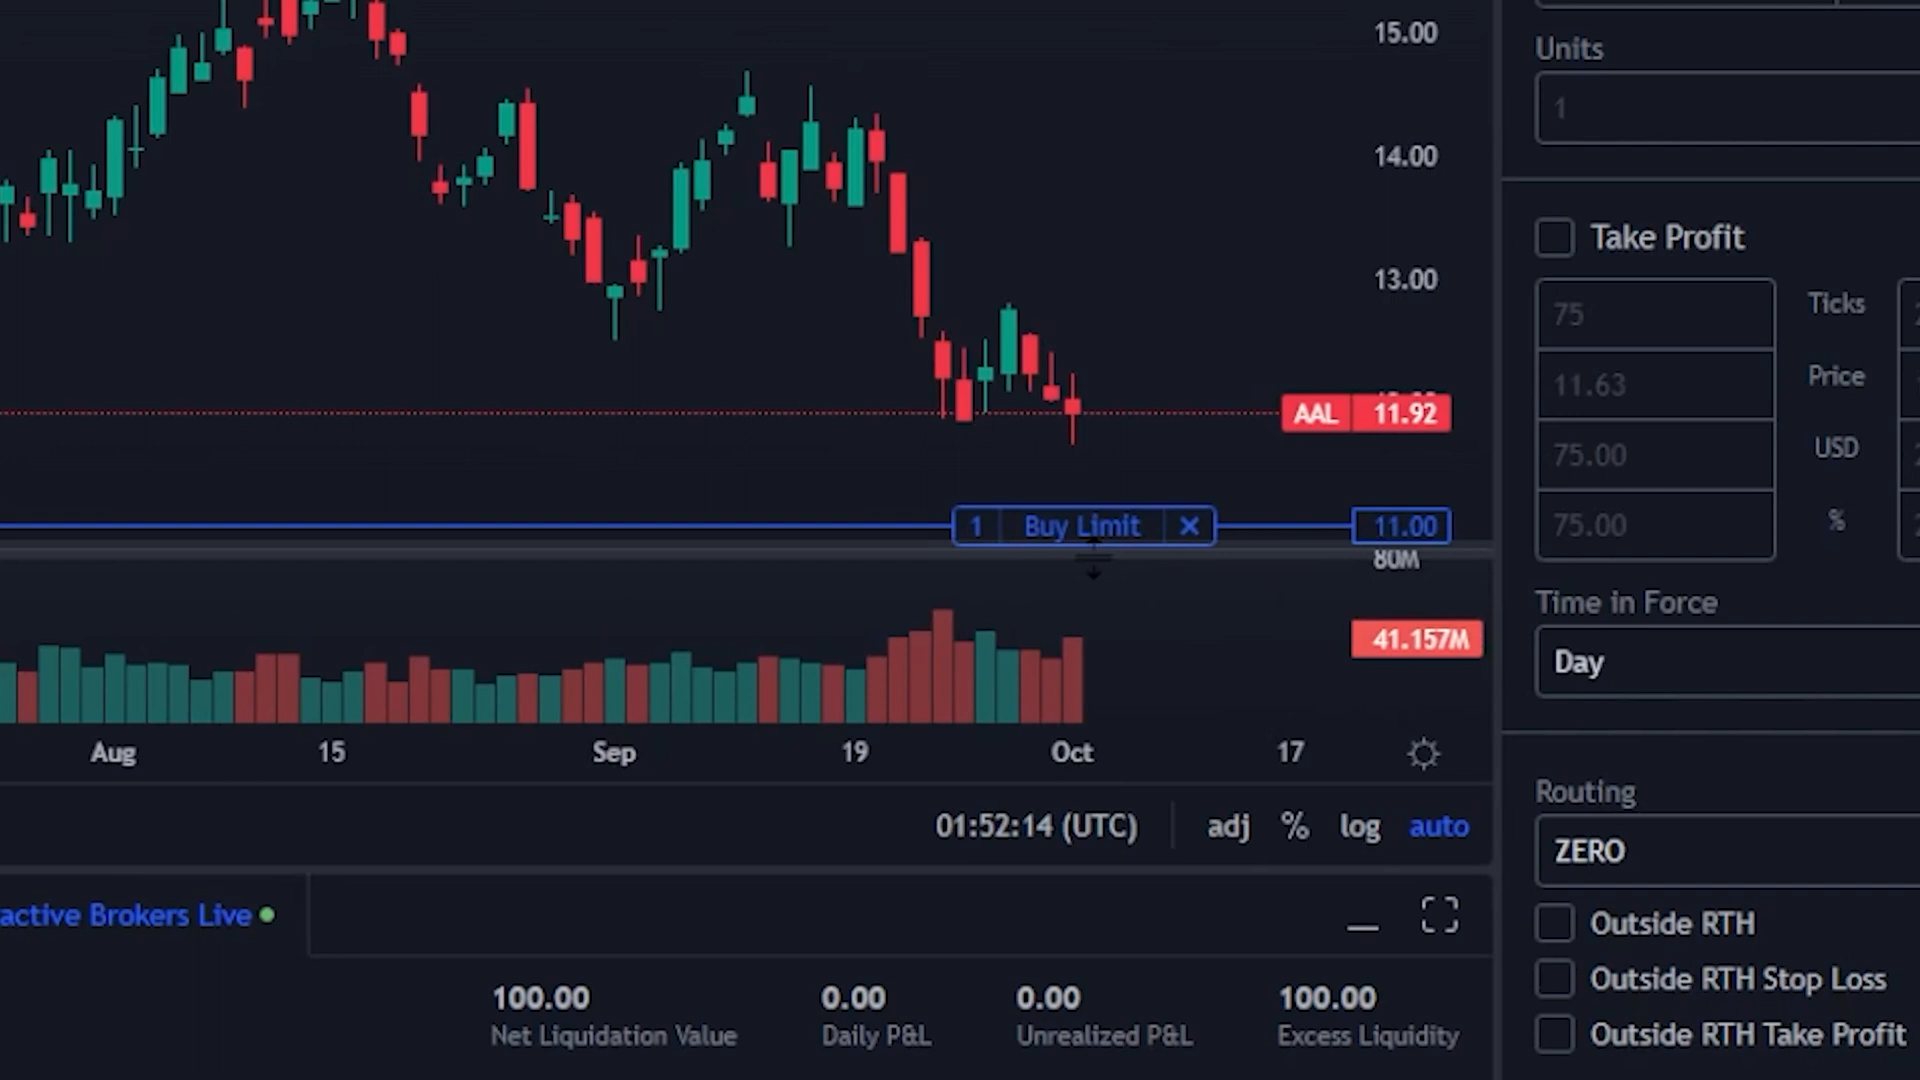 15.00
14.00
13.00
AAL 11.92
1 Buy Limit ✕ 11.00
80M
41.157M
Aug 15 Sep 19 Oct 17
01:52:14 (UTC) adj % log auto
active Brokers Live
100.00 0.00 0.00 100.00
Net Liquidation Value Daily P&L Unrealized P&L Excess Liquidity
Units
1
Take Profit
75 Ticks
11.63 Price
75.00 USD
75.00 %
Time in Force
Day
Routing
ZERO
Outside RTH
Outside RTH Stop Loss
Outside RTH Take Profit